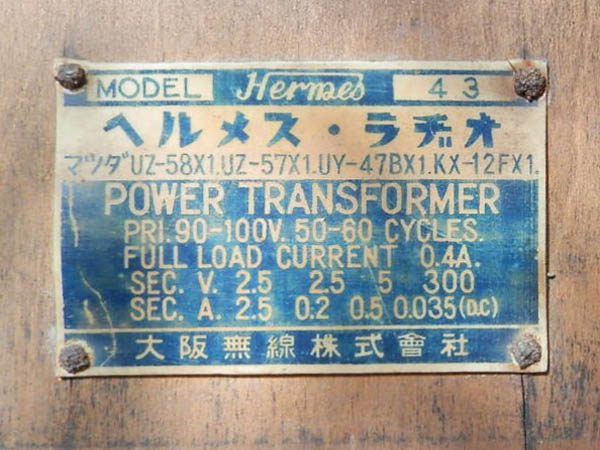 MODEL Hermes 43
ヘルメス・ラヂオ
マツダUZ-58X1.UZ-57X1.UY-47BX1.KX-12FX1.
POWER TRANSFORMER
PRI. 90-100V. 50-60 CYCLES.
FULL LOAD CURRENT 0.4A.
SEC. V. 2.5 2.5 5 300
SEC. A. 2.5 0.2 0.5 0.035(D.C)
大阪無線株式會社